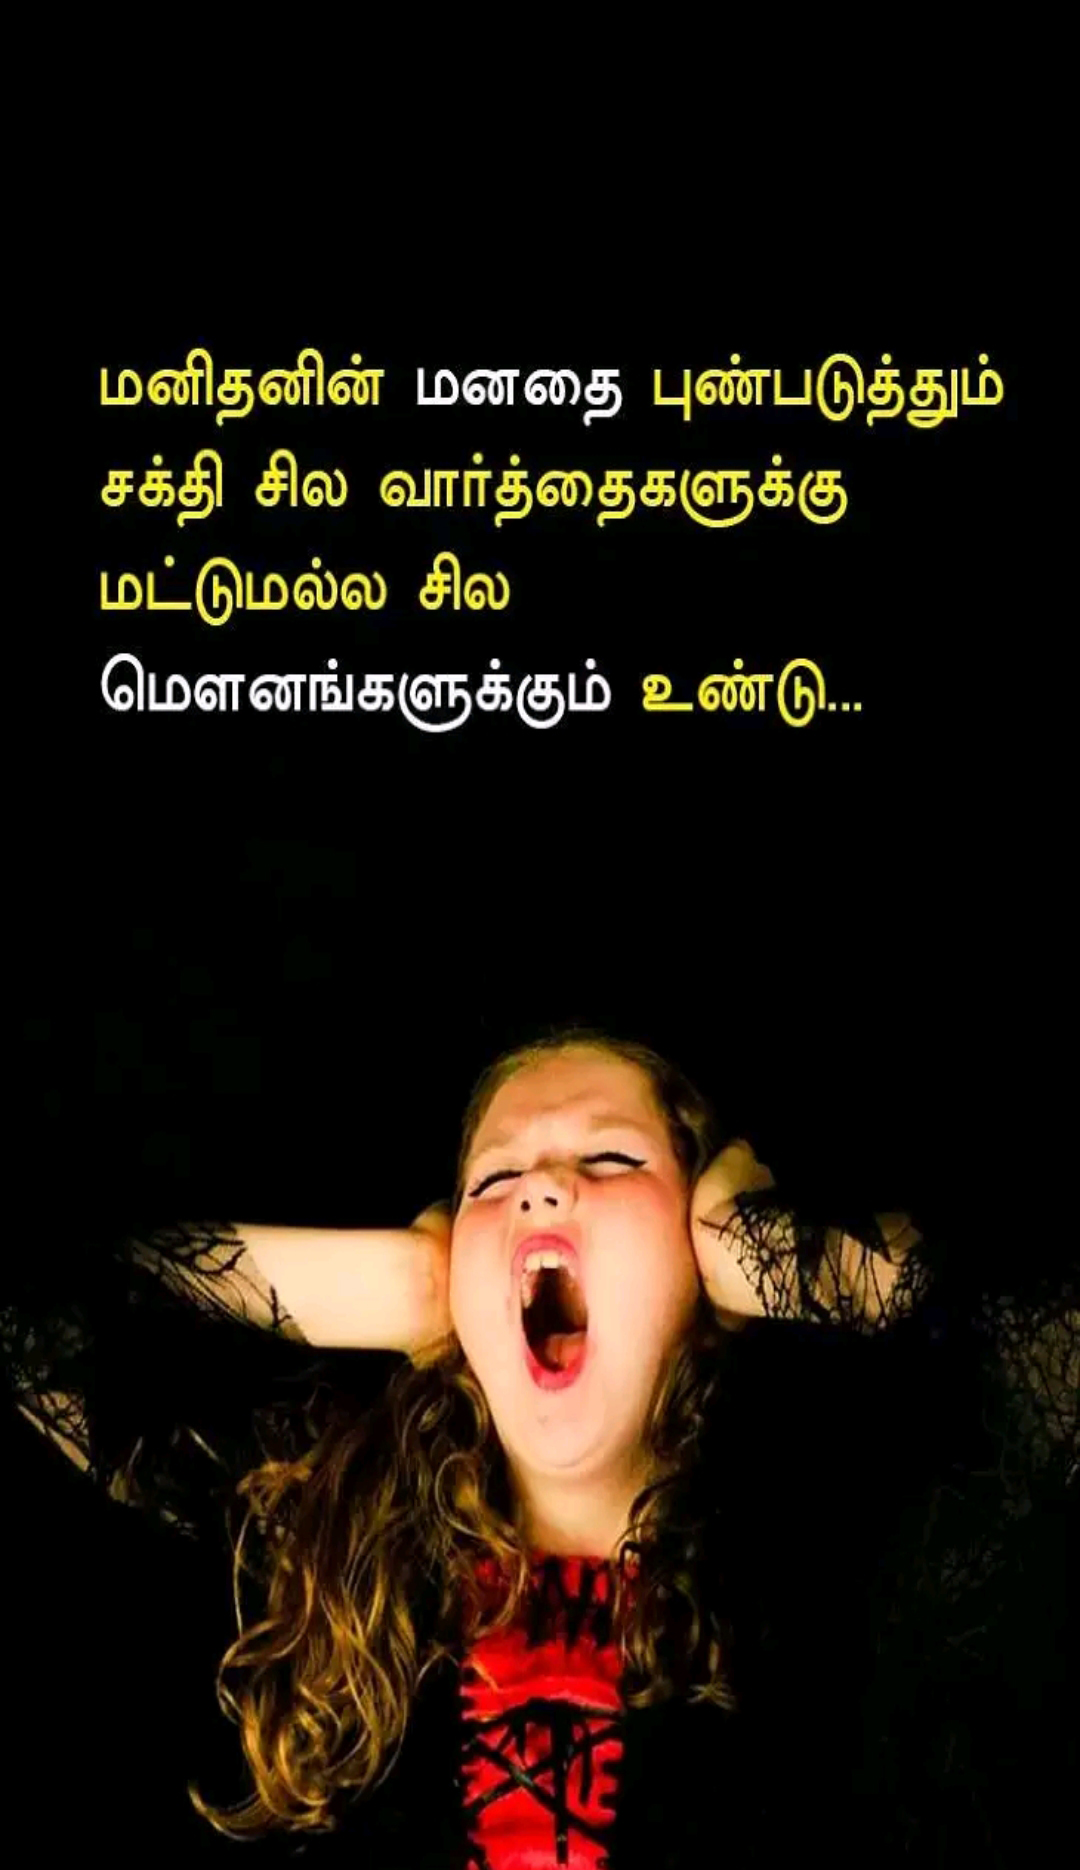 மனிதனின் மனதை புண்படுத்தும்
சக்தி சில வார்த்தைகளுக்கு
மட்டுமல்ல சில
மௌனங்களுக்கும் உண்டு...